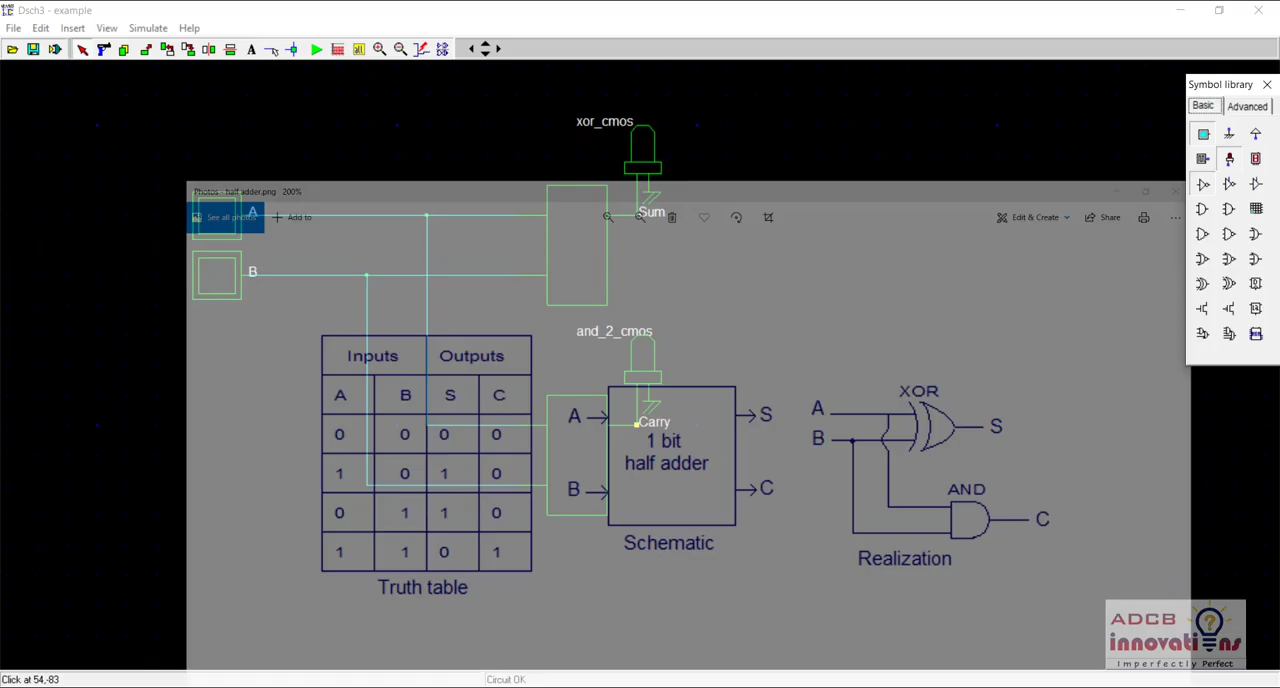 Dsch3 - example
File Edit Insert View Simulate Help
Symbol library
Basic Advanced
xor_cmos
Photos - half adder.png 200%
See all photos A Add to Sum Edit & Create Share
B
and_2_cmos
Inputs Outputs
A B S C
0 0 0 0
1 0 1 0
0 1 1 0
1 1 0 1
Truth table
Carry
A S
1 bit
half adder
B C
Schematic
XOR
A S
B
AND
C
Realization
ADCB
innovations
Imperfectly Perfect
Click at 54,-83 Circuit OK